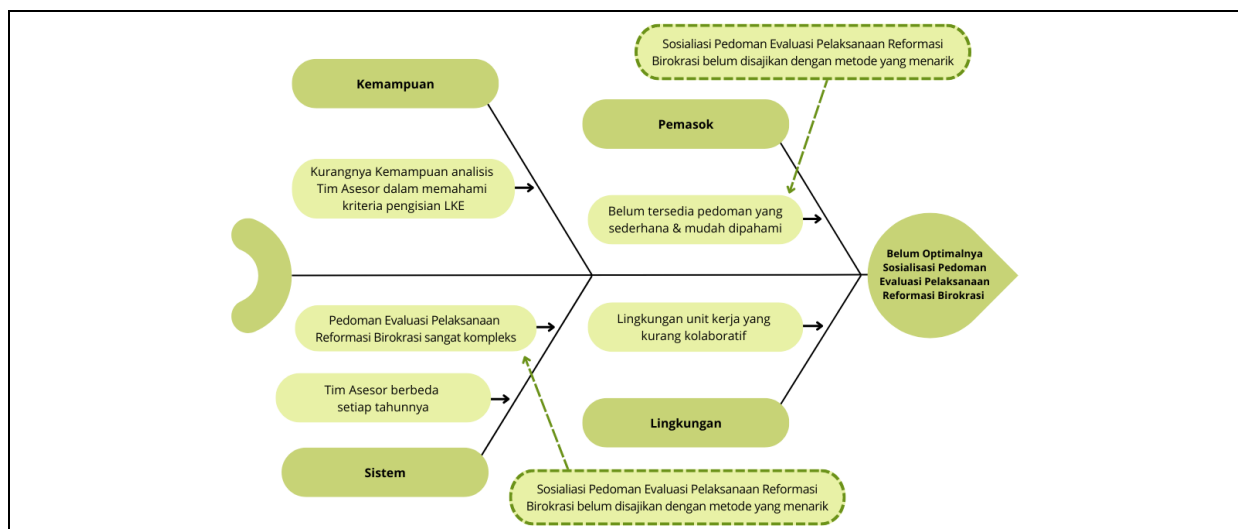 Sosialiasi Pedoman Evaluasi Pelaksanaan Reformasi
Birokrasi belum disajikan dengan metode yang menarik
Kemampuan
Pemasok
Kurangnya Kemampuan analisis
Tim Asesor dalam memahami
kriteria pengisian LKE
Belum tersedia pedoman yang
sederhana & mudah dipahami
Belum Optimalnya
Sosialisasi Pedoman
Evaluasi Pelaksanaan
Reformasi Birokrasi
Pedoman Evaluasi Pelaksanaan
Reformasi Birokrasi sangat kompleks
Lingkungan unit kerja yang
kurang kolaboratif
Tim Asesor berbeda
setiap tahunnya
Lingkungan
Sistem
Sosialiasi Pedoman Evaluasi Pelaksanaan Reformasi
Birokrasi belum disajikan dengan metode yang menarik